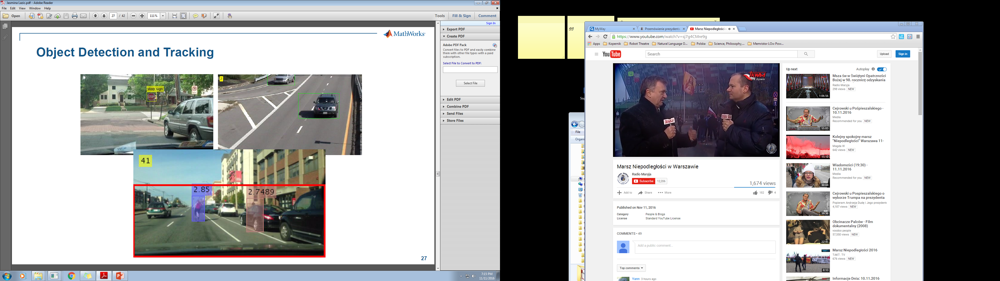 Jasmina Lazic.pdf - Adobe Reader
File Edit View Window Help
Open
27 / 42
111%
Tools
Fill & Sign
Comment
Sign In
Export PDF
Create PDF
Adobe PDF Pack
Convert files to PDF and easily combine
them with other file types with a paid
subscription.
Select File to Convert to PDF:
Select File
Edit PDF
Combine PDF
Send Files
Store Files
MathWorks
Object Detection and Tracking
stop sign
STOP
2
41
2.85
2.7489
27
7:15 PM
11/11/2016
gg
File
Organi
MyWay
Przemówienie prezydenta
Marsz Niepodległości w
https://www.youtube.com/watch?v=sj7g4CMre9g
Apps
Kopernik
Robot Theatre
Natural Language O...
Polska
Science, Philosophy,...
Memristor LOw Pow...
YouTube
Search
Upload
Sign in
TRWAM
na żywo
Marsz Niepodległości w Warszawie
Radio Maryja
Subscribe
12,206
1,674 views
Add to
Share
More
182
4
Published on Nov 11, 2016
Category People & Blogs
License Standard YouTube License
COMMENTS • 49
Add a public comment...
Top comments
Yann 3 hours ago
Up next
Autoplay
Msza św w Świątyni Opatrzności
Bożej w 98. rocznicę odzyskania
Radio Maryja
298 views NEW
1:06:56
Cejrowski u Pośpieszalskiego -
10.11.2016
Media
Recommended for you NEW
55:03
Kolejny spokojny marsz
"Niepodległości" Warszawa 11-
Magda W
642 views NEW
15:12
Wiadomości (19:30) -
11.11.2016
Media
Recommended for you NEW
30:04
Cejrowski u Pospieszalskiego o
wyborze Trumpa na prezydenta
Popieram Andrzeja Dudę i Jego prezydent
4,187 views NEW
39:38
Obcinacze Palców - Film
dokumentalny (2008)
voodoo people
57,550 views NEW
22:41
Marsz Niepodległości 2016
TAKT. TV
676 views NEW
8:13
Informacje Dnia: 10.11.2016